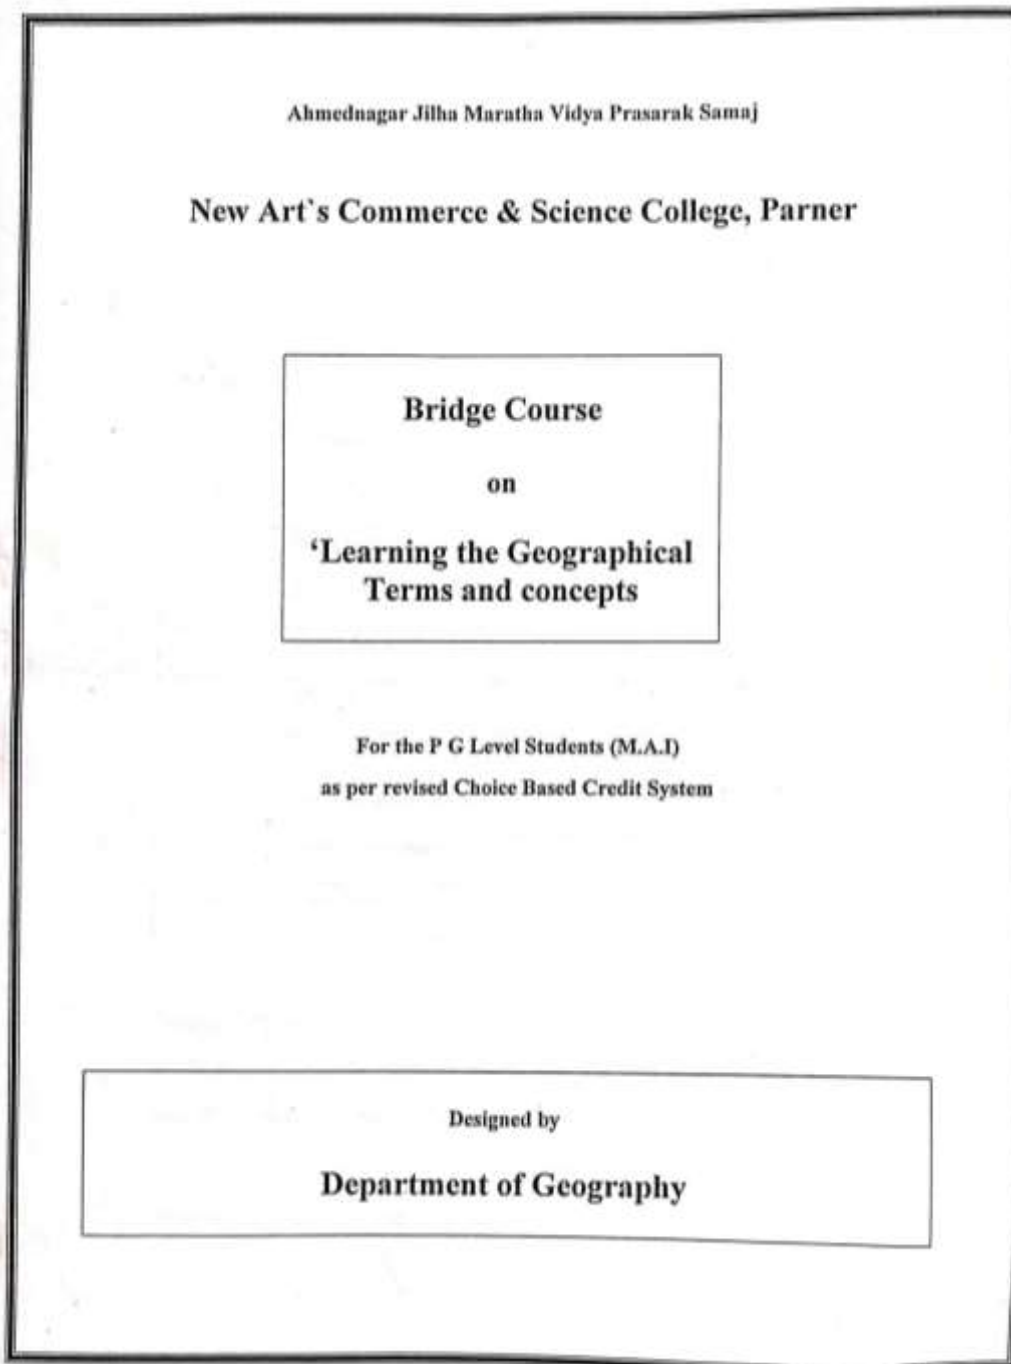 Ahmednagar Jilha Maratha Vidya Prasarak Samaj
New Art`s Commerce & Science College, Parner
Bridge Course
on
‘Learning the Geographical
Terms and concepts
For the P G Level Students (M.A.I)
as per revised Choice Based Credit System
Designed by
Department of Geography